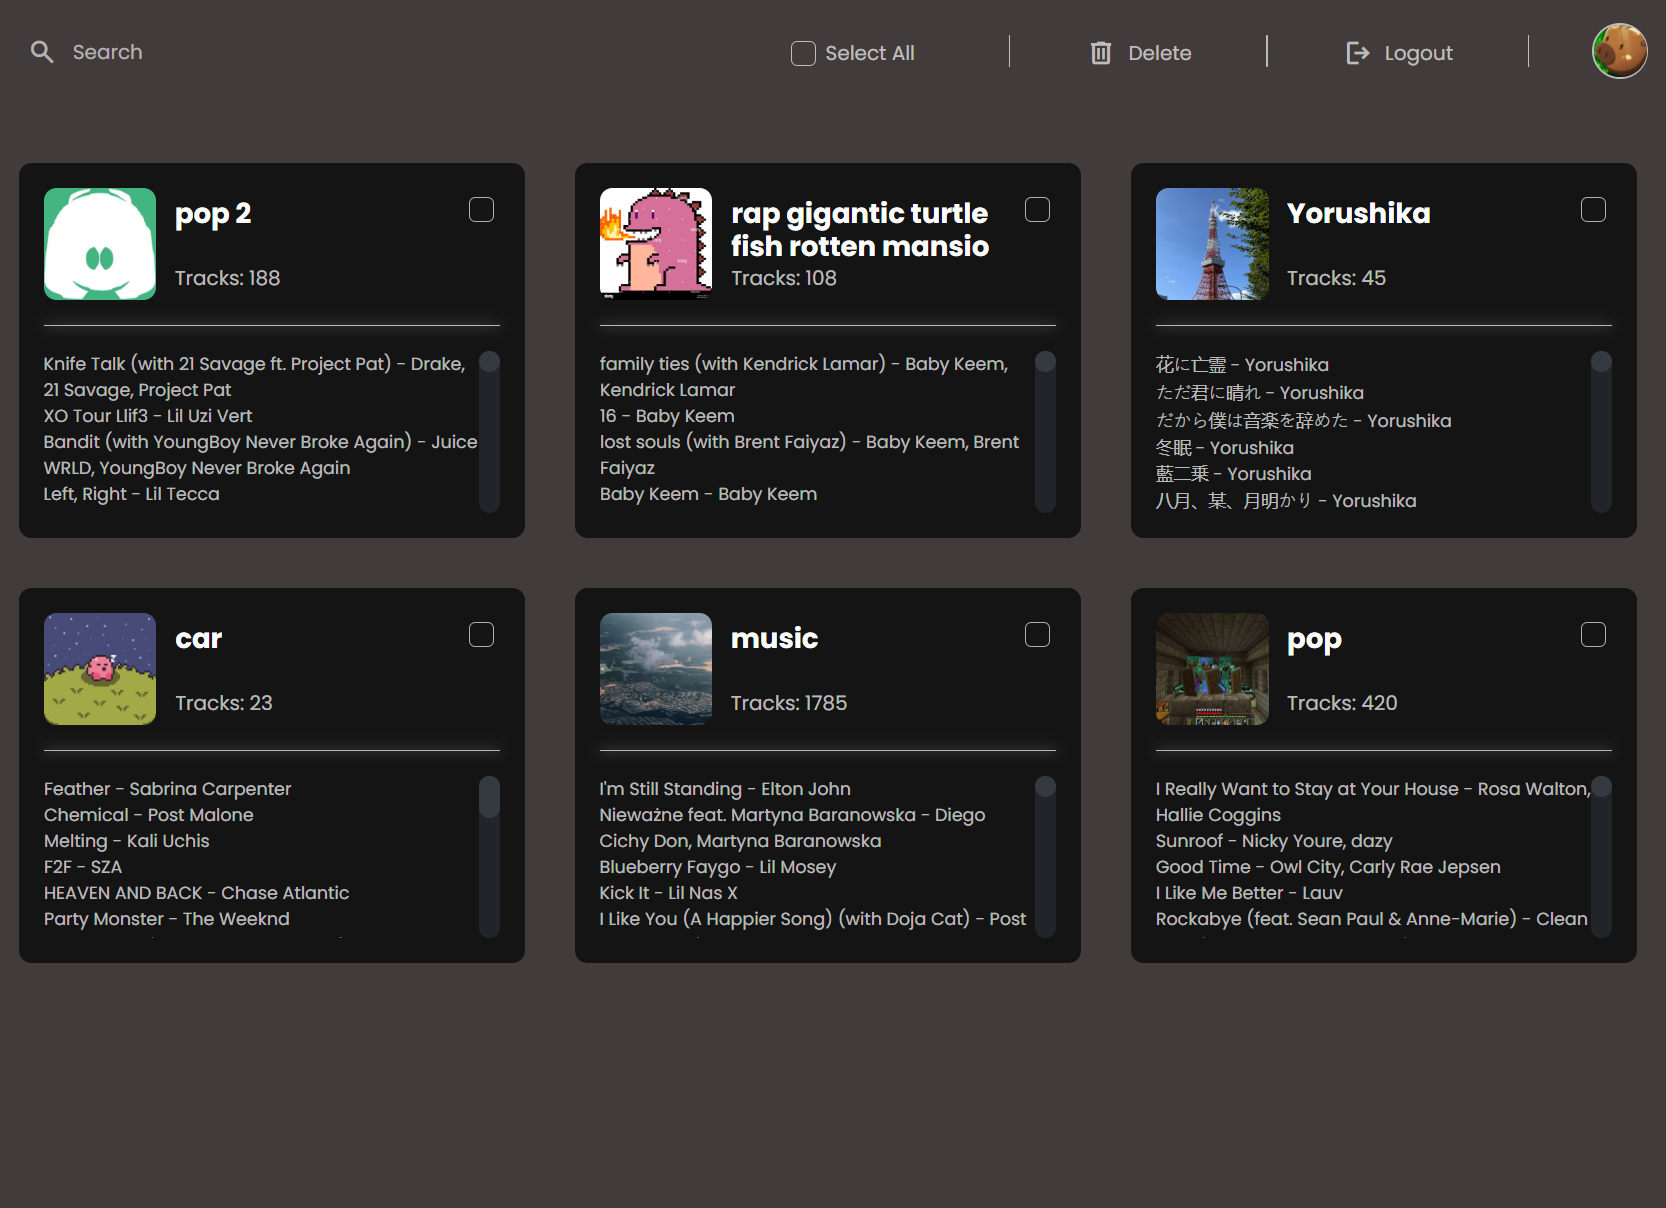 Search
Select All
Delete
Logout
pop 2
Tracks: 188
Knife Talk (with 21 Savage ft. Project Pat) - Drake,
21 Savage, Project Pat
XO Tour Llif3 - Lil Uzi Vert
Bandit (with YoungBoy Never Broke Again) - Juice
WRLD, YoungBoy Never Broke Again
Left, Right - Lil Tecca
rap gigantic turtle
fish rotten mansio
Tracks: 108
family ties (with Kendrick Lamar) - Baby Keem,
Kendrick Lamar
16 - Baby Keem
lost souls (with Brent Faiyaz) - Baby Keem, Brent
Faiyaz
Baby Keem - Baby Keem
Yorushika
Tracks: 45
花に亡霊 - Yorushika
ただ君に晴れ - Yorushika
だから僕は音楽を辞めた - Yorushika
冬眠 - Yorushika
藍二乗 - Yorushika
八月、某、月明かり - Yorushika
car
Tracks: 23
Feather - Sabrina Carpenter
Chemical - Post Malone
Melting - Kali Uchis
F2F - SZA
HEAVEN AND BACK - Chase Atlantic
Party Monster - The Weeknd
music
Tracks: 1785
I'm Still Standing - Elton John
Nieważne feat. Martyna Baranowska - Diego
Cichy Don, Martyna Baranowska
Blueberry Faygo - Lil Mosey
Kick It - Lil Nas X
I Like You (A Happier Song) (with Doja Cat) - Post
pop
Tracks: 420
I Really Want to Stay at Your House - Rosa Walton,
Hallie Coggins
Sunroof - Nicky Youre, dazy
Good Time - Owl City, Carly Rae Jepsen
I Like Me Better - Lauv
Rockabye (feat. Sean Paul & Anne-Marie) - Clean